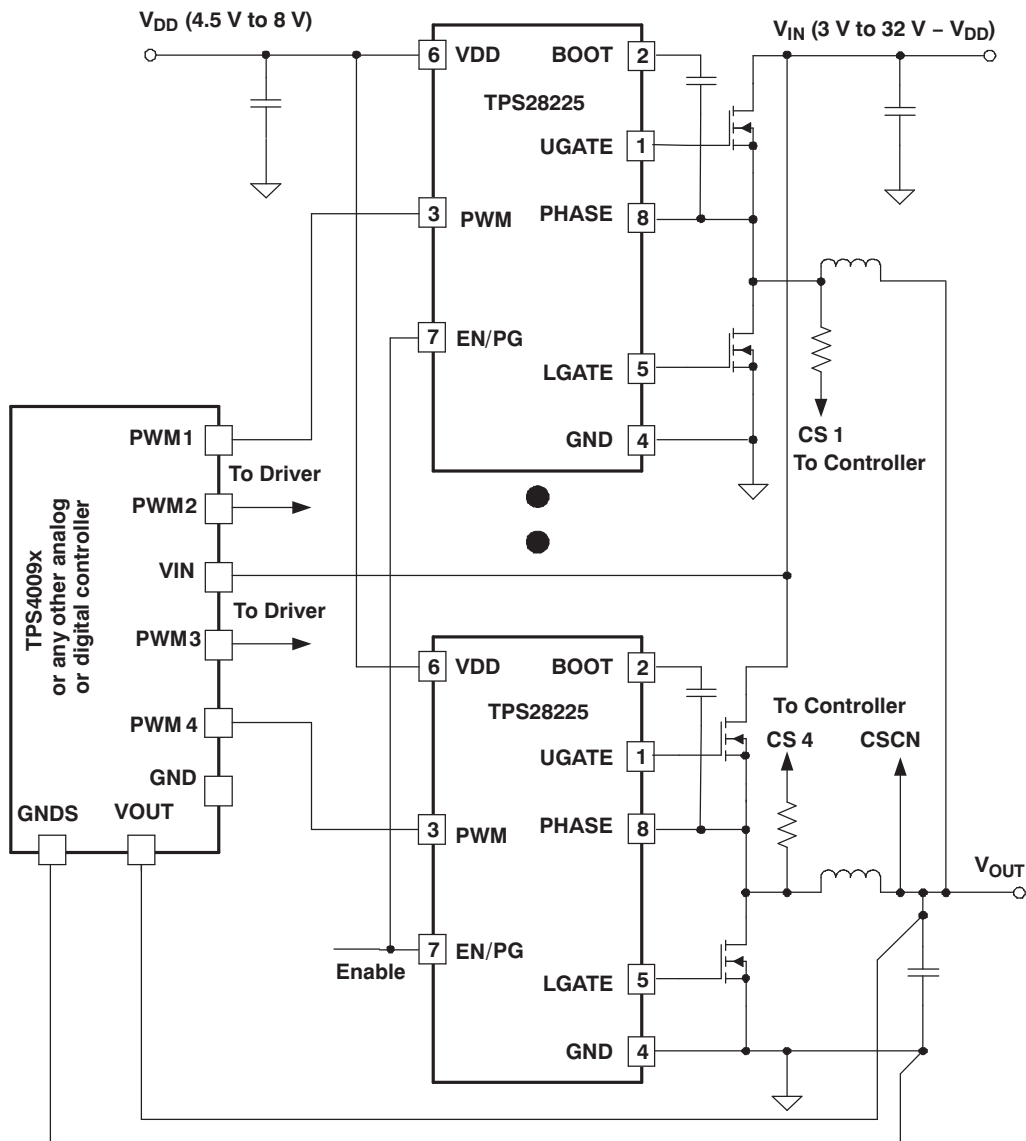 VDD (4.5 V to 8 V)
VIN (3 V to 32 V – VDD)
6 VDD
BOOT 2
TPS28225
UGATE 1
3 PWM
PHASE 8
7 EN/PG
LGATE 5
GND 4
CS 1
To Controller
TPS4009x
or any other analog
or digital controller
PWM1
To Driver
PWM2
VIN
To Driver
PWM3
PWM4
GND
GNDS
VOUT
6 VDD
BOOT 2
TPS28225
UGATE 1
3 PWM
PHASE 8
7 EN/PG
Enable
LGATE 5
GND 4
To Controller
CS 4
CSCN
VOUT